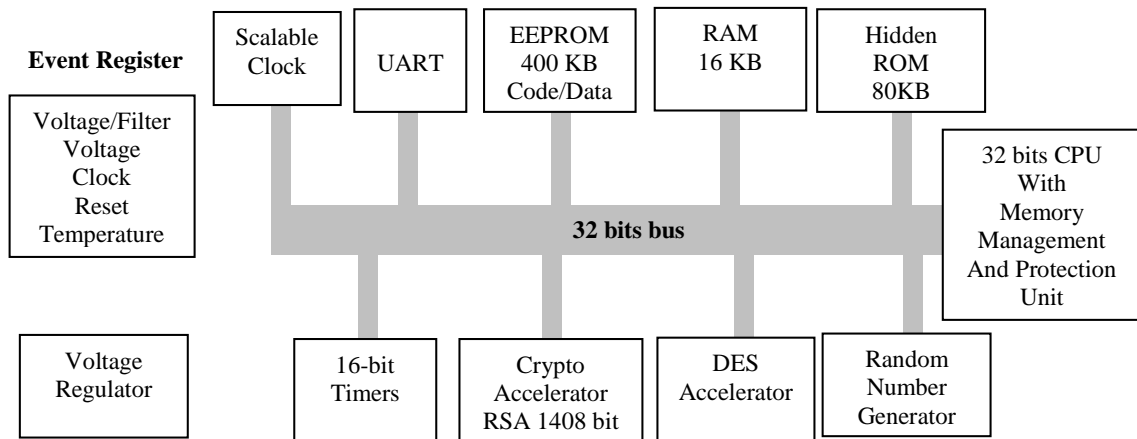 Event Register
Voltage/Filter
Voltage
Clock
Reset
Temperature
Voltage
Regulator
Scalable
Clock
UART
EEPROM
400 KB
Code/Data
RAM
16 KB
Hidden
ROM
80KB
32 bits CPU
With
Memory
Management
And Protection
Unit
32 bits bus
16-bit
Timers
Crypto
Accelerator
RSA 1408 bit
DES
Accelerator
Random
Number
Generator